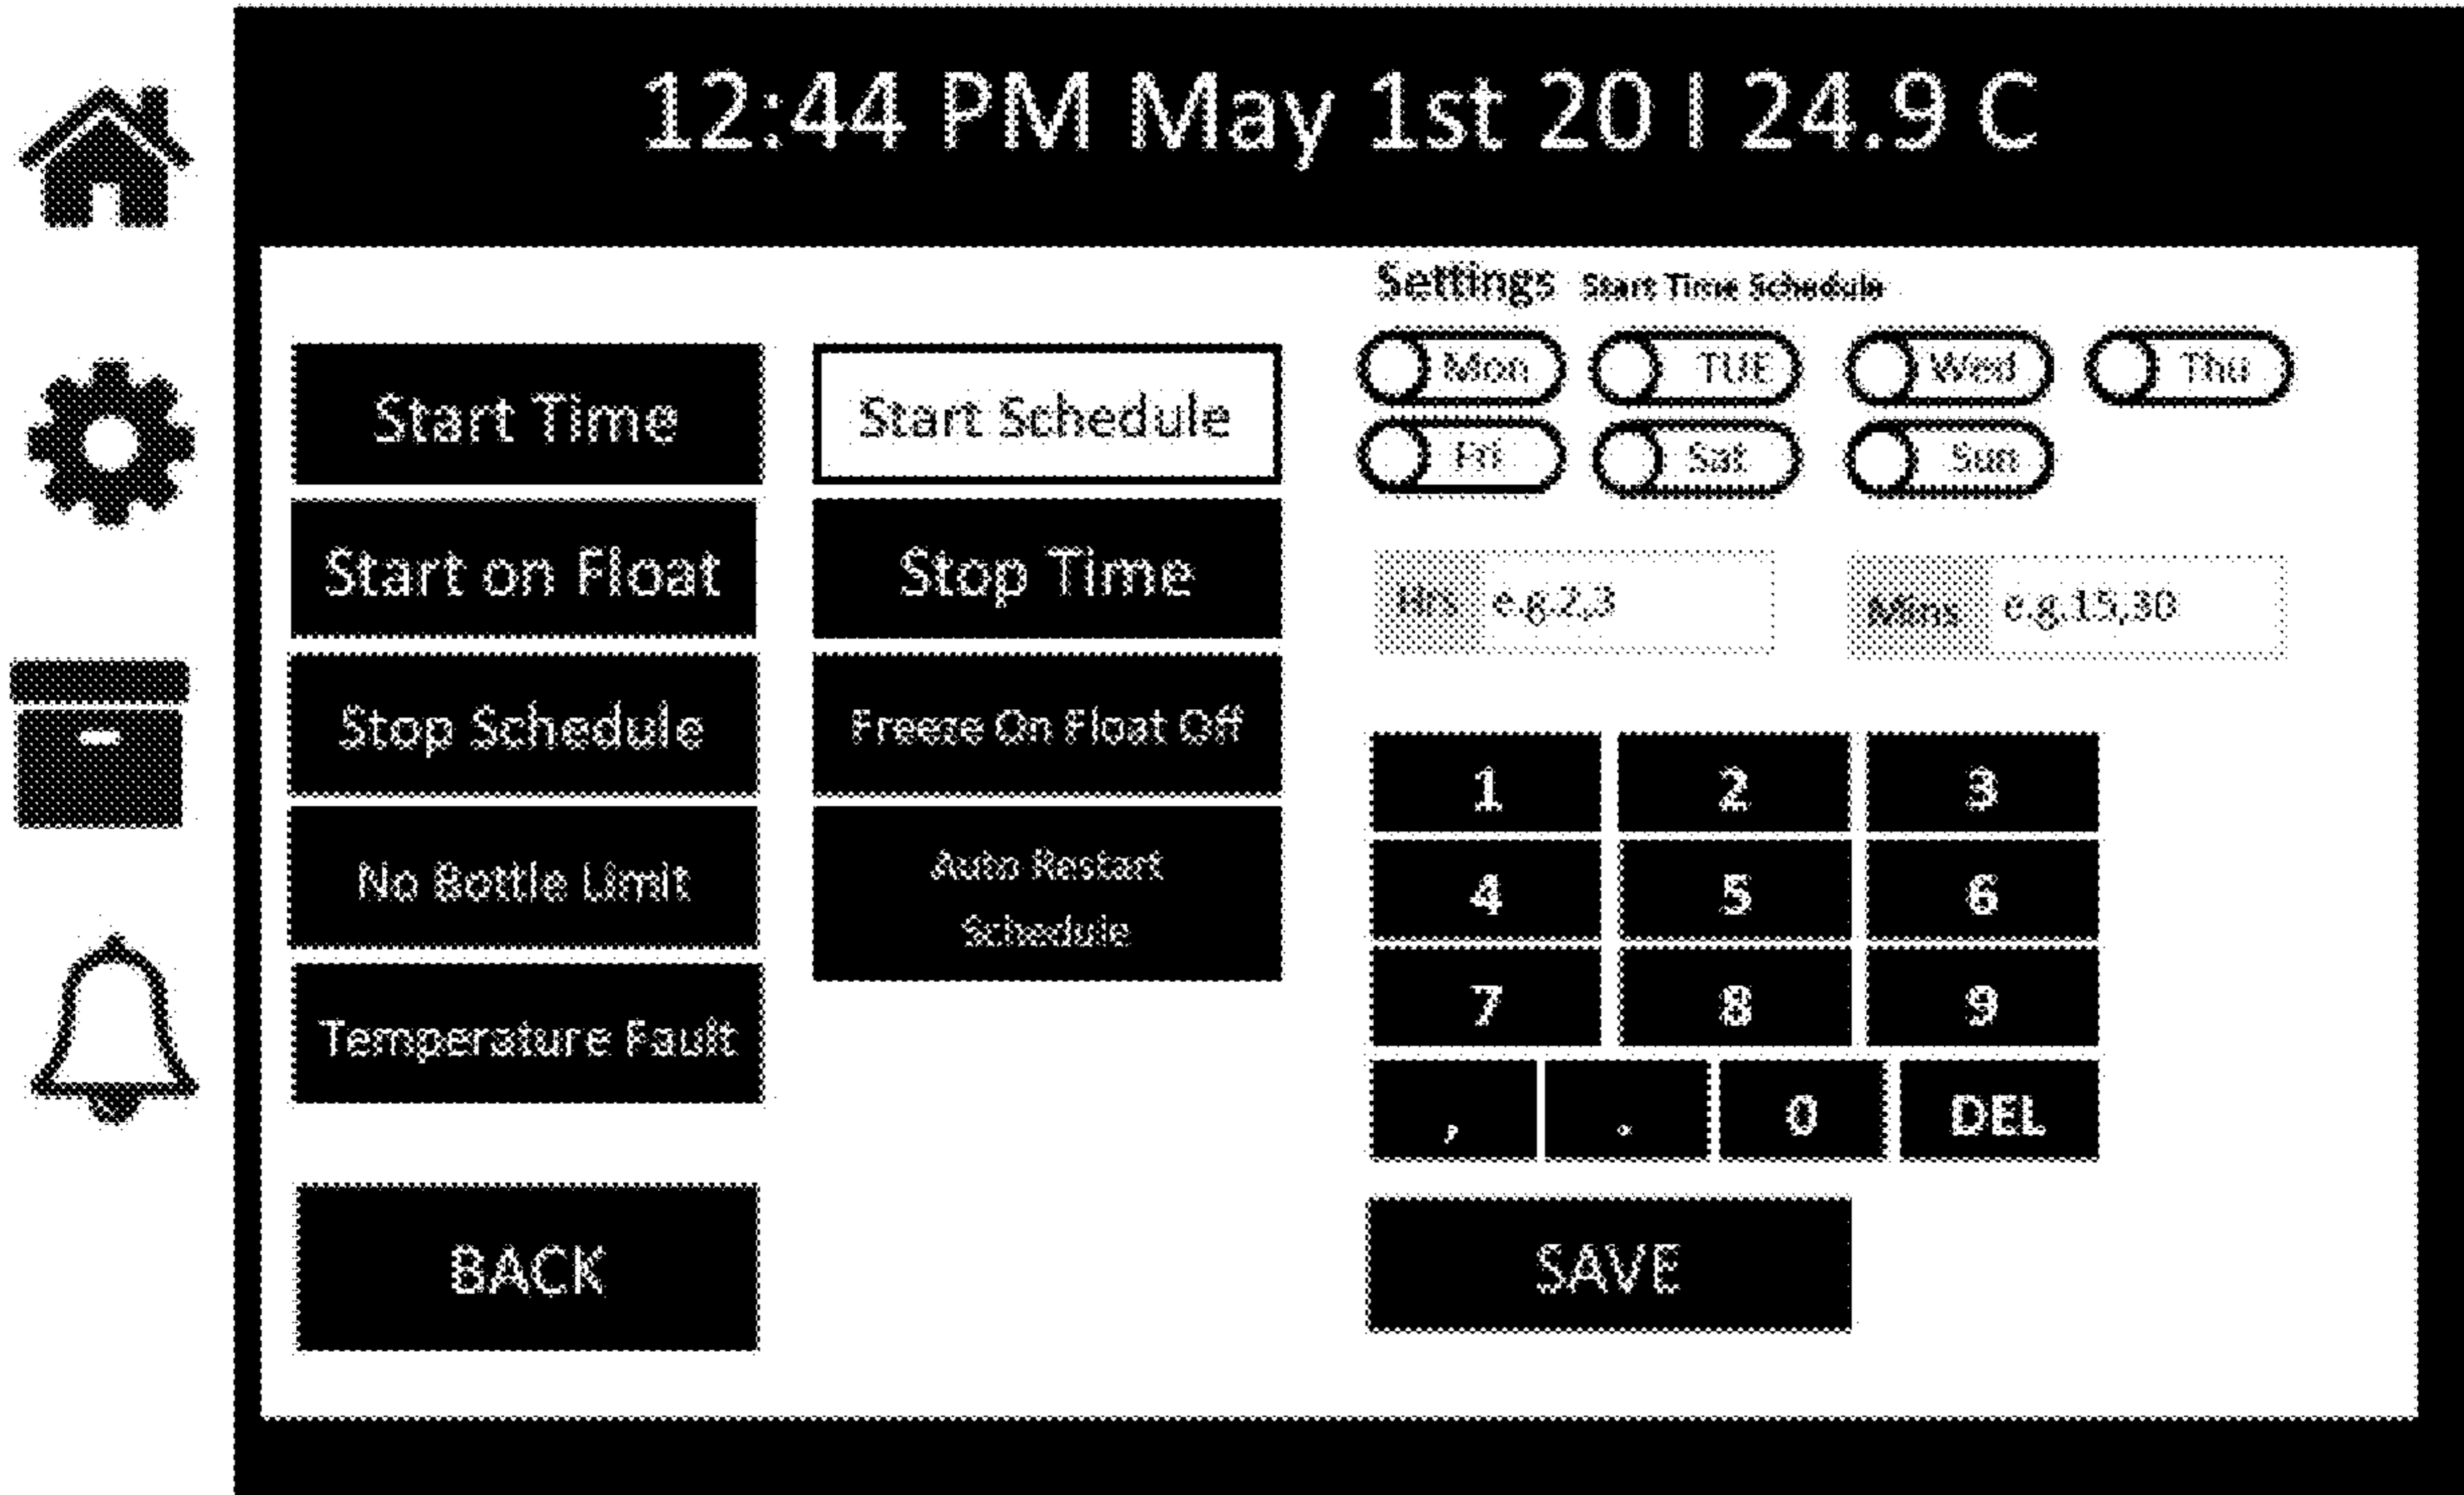 12:44 PM May 1st 20 I 24.9 C
Settings Start Time Schedule
Start Time
Start Schedule
Mon
TUE
Wed
Thu
Fri
Sat
Sun
Start on Float
Stop Time
Hrs e.g.2,3
Mins e.g.15,30
Stop Schedule
Freeze On Float Off
No Bottle Limit
Auto Restart
Schedule
Temperature Fault
1 2 3
4 5 6
7 8 9
, . 0 DEL
BACK
SAVE